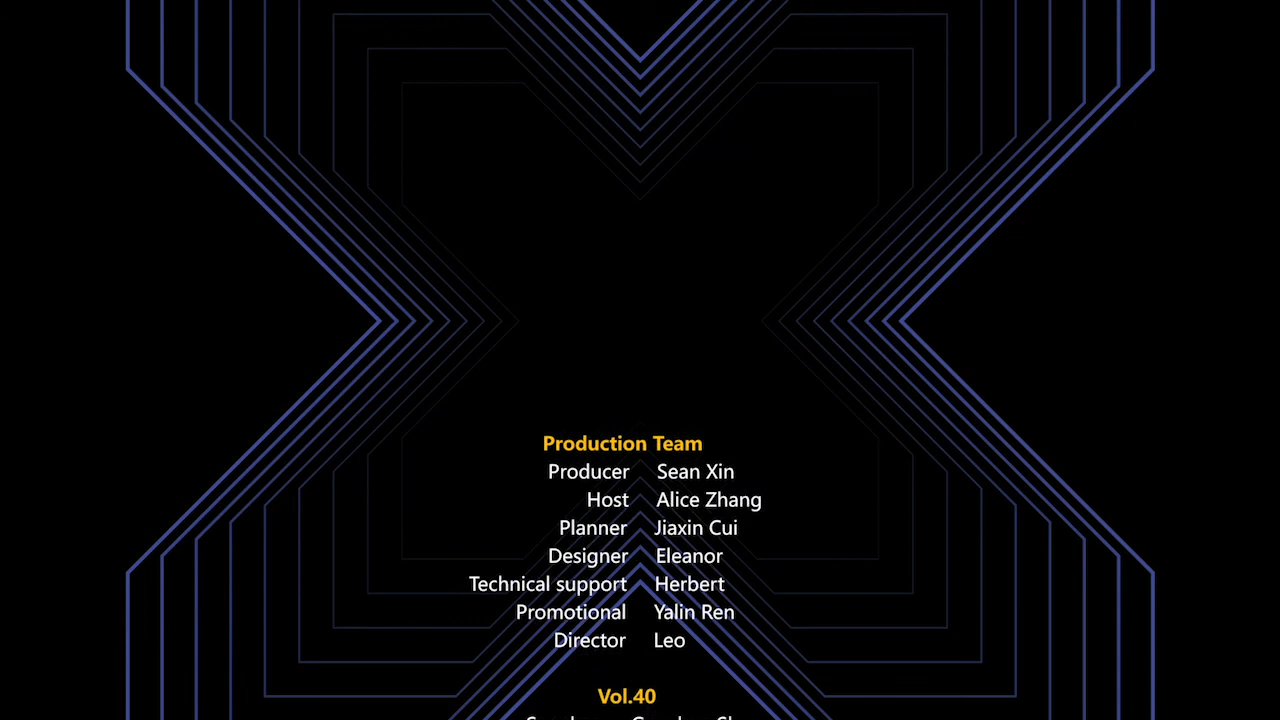 Production Team
Producer Sean Xin
Host Alice Zhang
Planner Jiaxin Cui
Designer Eleanor
Technical support Herbert
Promotional Yalin Ren
Director Leo
Vol.40